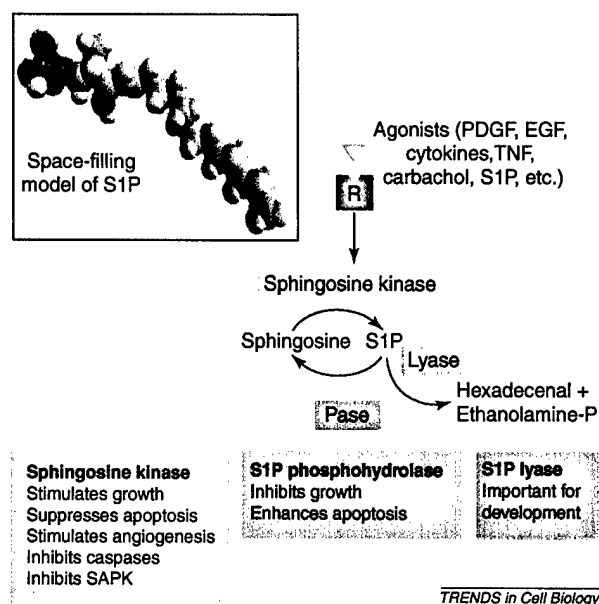 Space-filling
model of S1P
Agonists (PDGF, EGF,
cytokines,TNF,
carbachol, S1P, etc.)
R
Sphingosine kinase
Sphingosine S1P
Lyase
Hexadecenal +
Ethanolamine-P
Pase
Sphingosine kinase
Stimulates growth
Suppresses apoptosis
Stimulates angiogenesis
Inhibits caspases
Inhibits SAPK
S1P phosphohydrolase
Inhibits growth
Enhances apoptosis
S1P lyase
Important for
development
TRENDS in Cell Biology